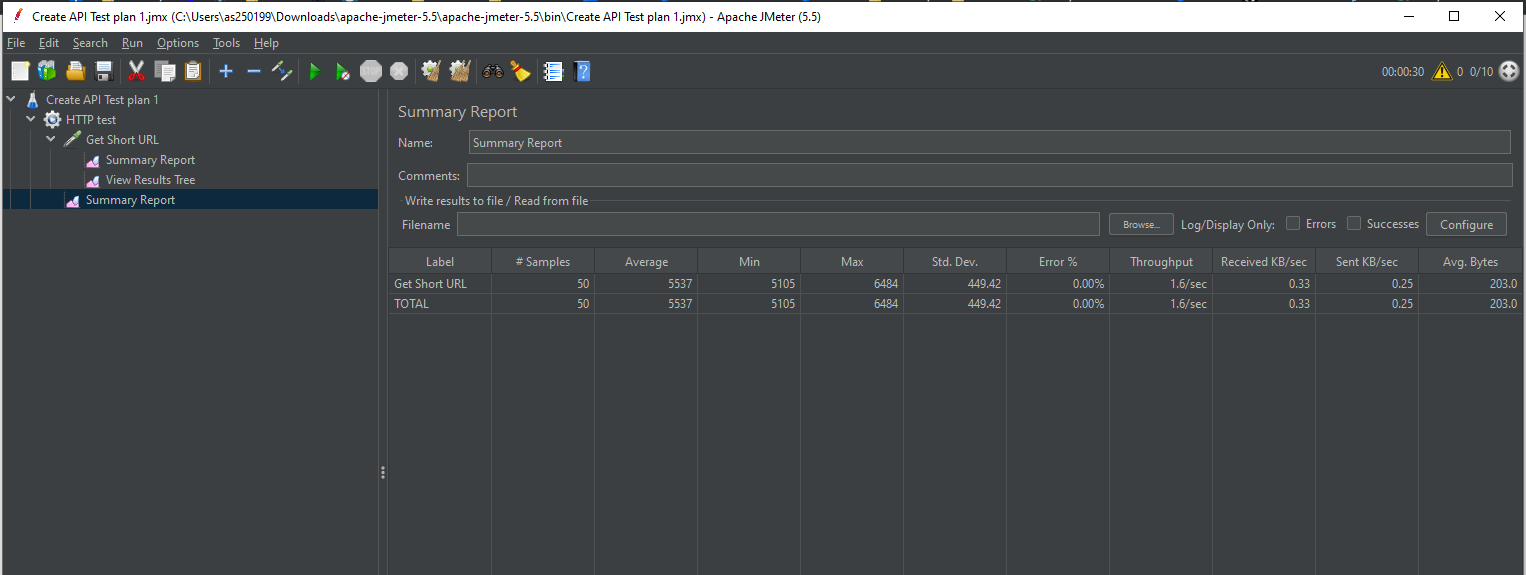 Create API Test plan 1.jmx (C:\Users\as250199\Downloads\apache-jmeter-5.5\apache-jmeter-5.5\bin\Create API Test plan 1.jmx) - Apache JMeter (5.5)
File Edit Search Run Options Tools Help
STOP 00:00:30 0 0/10
Create API Test plan 1
HTTP test
Get Short URL
Summary Report
View Results Tree
Summary Report
Summary Report
Name: Summary Report
Comments:
Write results to file / Read from file
Filename Browse... Log/Display Only: Errors Successes Configure
Label # Samples Average Min Max Std. Dev. Error % Throughput Received KB/sec Sent KB/sec Avg. Bytes
Get Short URL 50 5537 5105 6484 449.42 0.00% 1.6/sec 0.33 0.25 203.0
TOTAL 50 5537 5105 6484 449.42 0.00% 1.6/sec 0.33 0.25 203.0